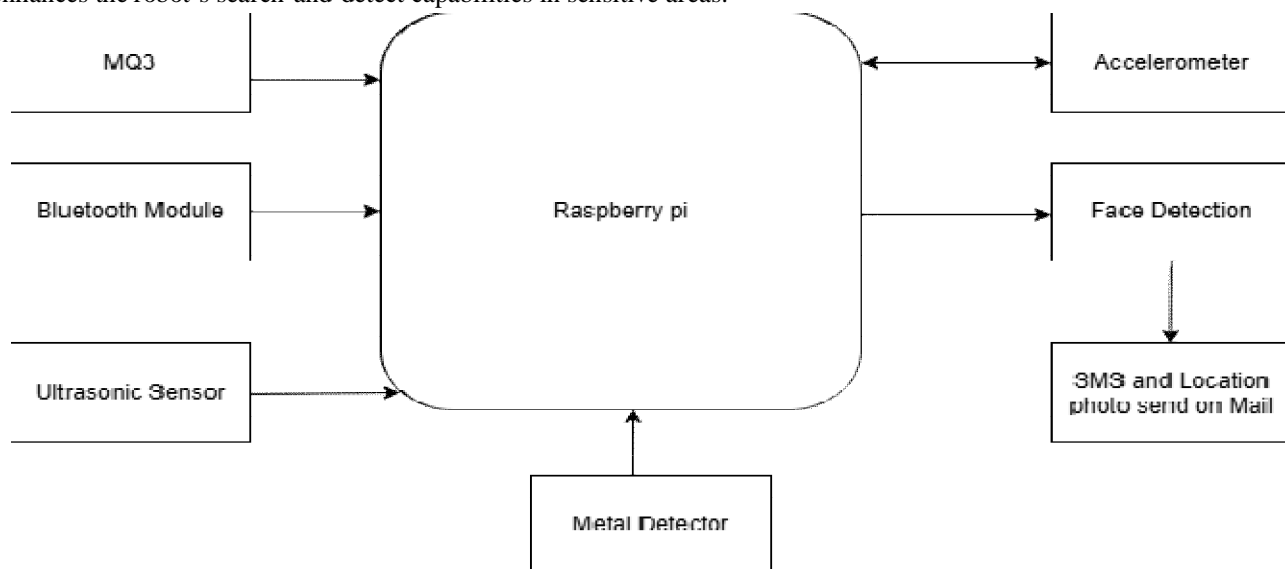 enhances the robot's search-and-detect capabilities in sensitive areas.
MQ3
Accelerometer
Bluetooth Module
Raspberry pi
Face Detection
Ultrasonic Sensor
SMS and Location
photo send on Mail
Metal Detector